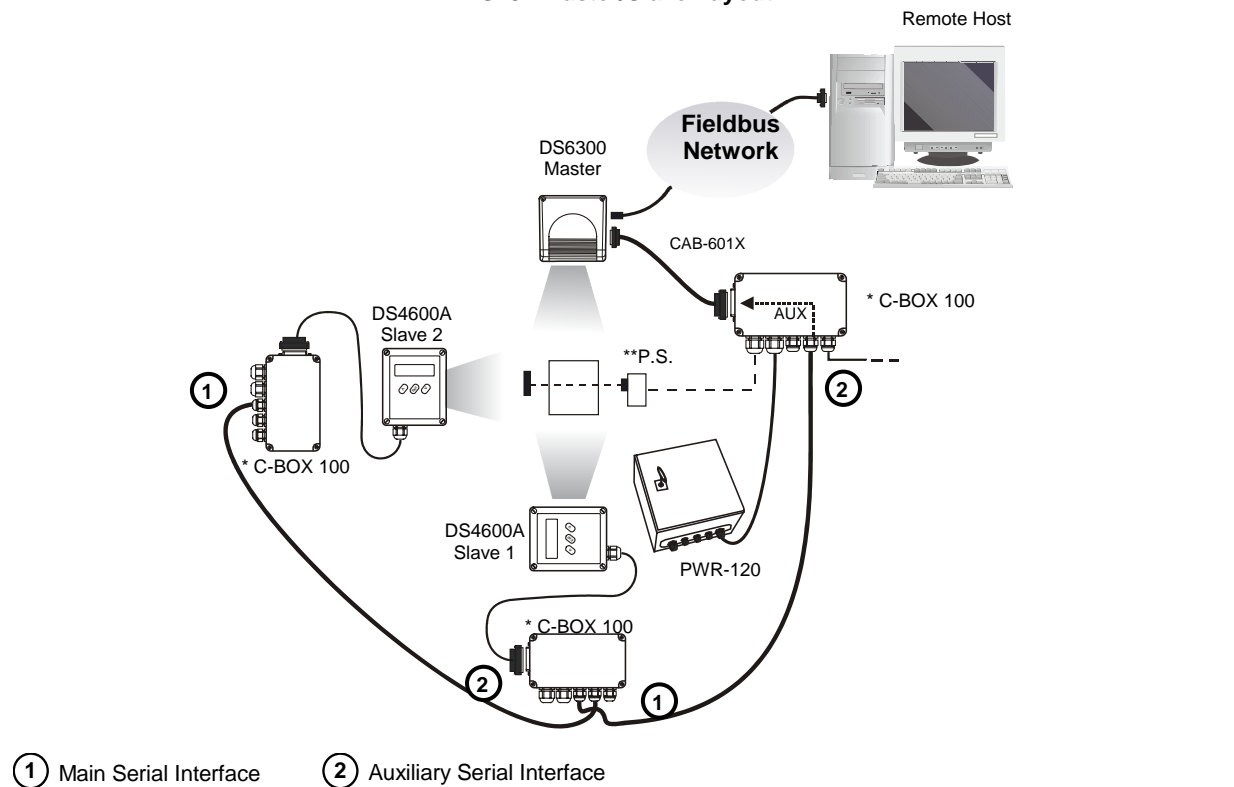 Remote Host
Fieldbus
Network
DS6300
Master
CAB-601X
* C-BOX 100
AUX
DS4600A
Slave 2
**P.S.
1
2
* C-BOX 100
DS4600A
Slave 1
PWR-120
* C-BOX 100
2
1
1 Main Serial Interface
2 Auxiliary Serial Interface